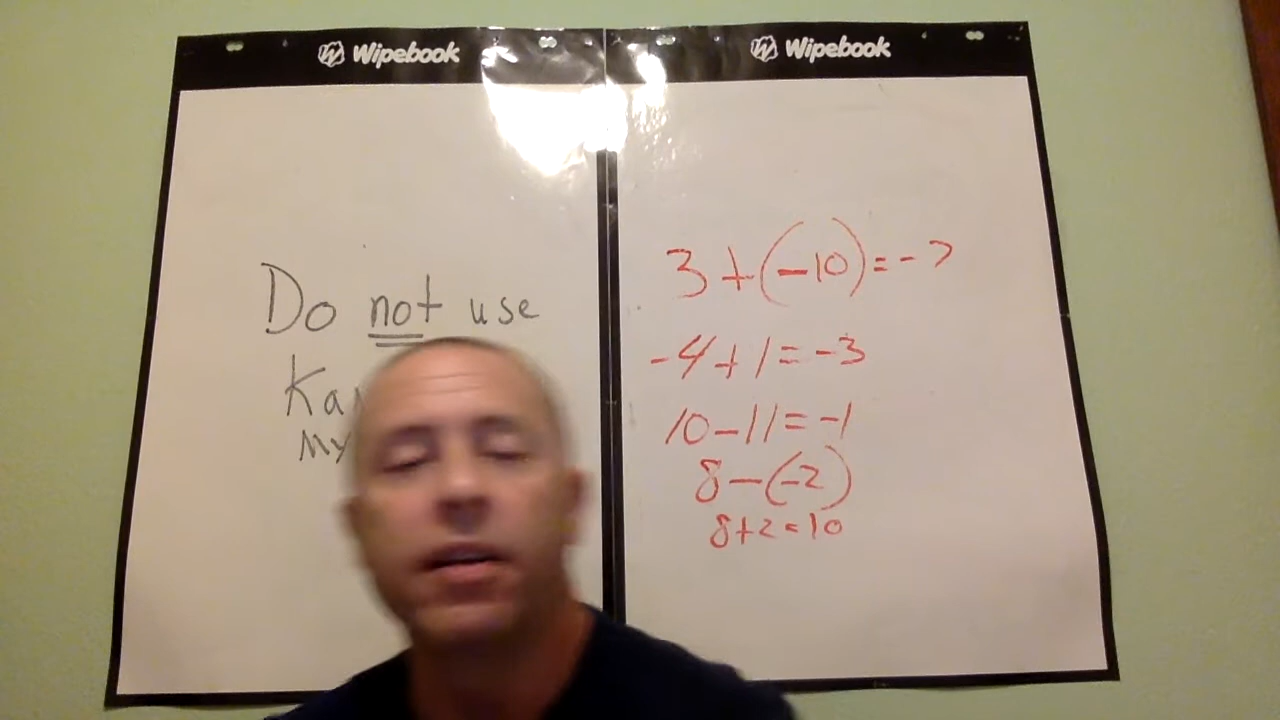 Wipebook
Wipebook
Do not use
My
3+(-10)=-7
-4+1=-3
10-11=-1
8-(-2)
8+2=10